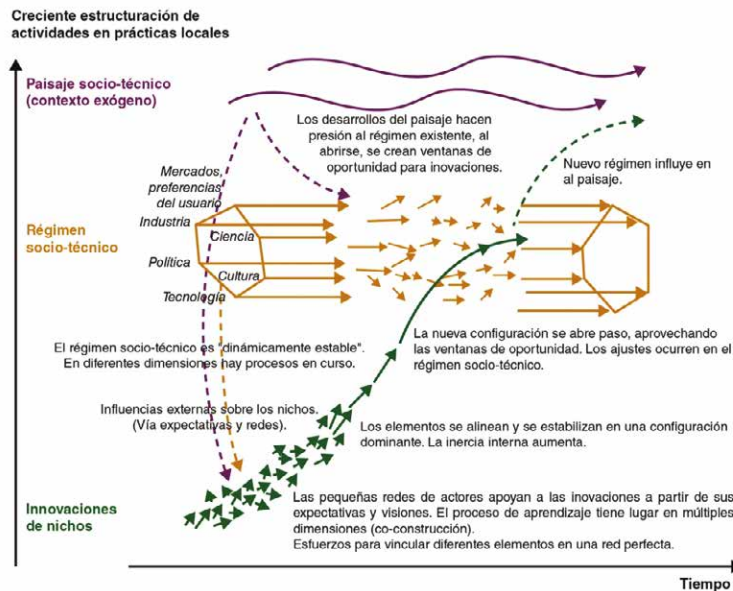 Creciente estructuración de
actividades en prácticas locales
Paisaje socio-técnico
(contexto exógeno)
Los desarrollos del paisaje hacen
presión al régimen existente, al
abrirse, se crean ventanas de
oportunidad para inovaciones.
Nuevo régimen influye en
al paisaje.
Mercados,
preferencias
del usuario
Industria
Ciencia
Régimen
socio-técnico
Política
Cultura
Tecnología
La nueva configuración se abre paso, aprovechando
las ventanas de oportunidad. Los ajustes ocurren en el
régimen socio-técnico.
El régimen socio-técnico es "dinámicamente estable".
En diferentes dimensiones hay procesos en curso.
Influencias externas sobre los nichos.
(Vía expectativas y redes).
Los elementos se alinean y se estabilizan en una configuración
dominante. La inercia interna aumenta.
Innovaciones
de nichos
Las pequeñas redes de actores apoyan a las inovaciones a partir de sus
expectativas y visiones. El proceso de aprendizaje tiene lugar en múltiples
dimensiones (co-construcción).
Esfuerzos para vincular diferentes elementos en una red perfecta.
Tiempo